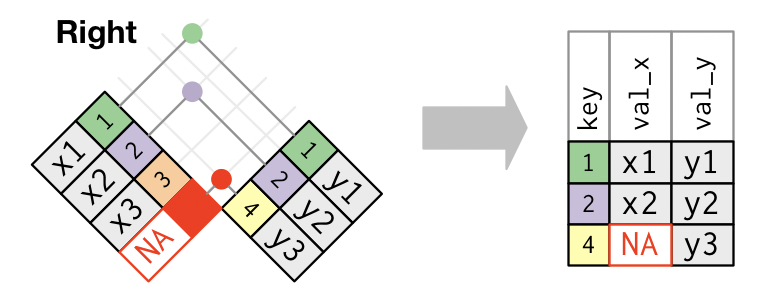 Right
1
2
3
x1
x2
x3
NA
1
2
4
y1
y2
y3
key val_x val_y
1 x1 y1
2 x2 y2
4 NA y3